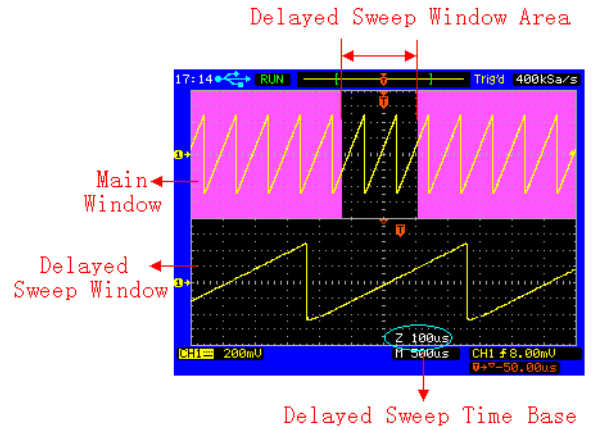 Delayed Sweep Window Area
17:14 RUN T Trig'd 400kSa/s
T
Main
Window
T
Delayed
Sweep Window
Z 100us
CH1 200mV M 500us CH1 8.00mV
T→▽-50.00us
Delayed Sweep Time Base